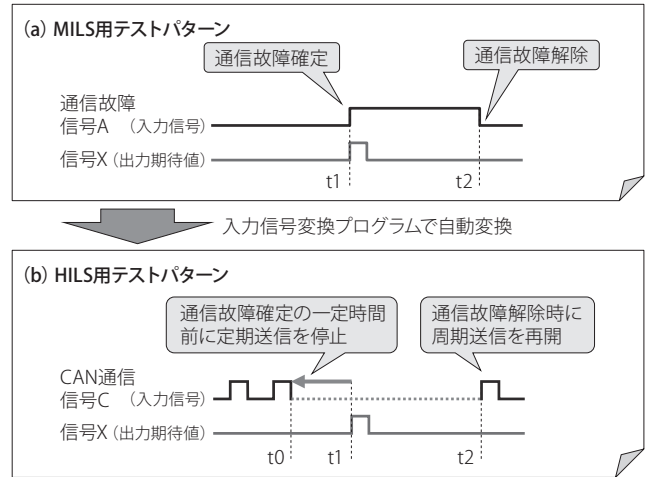 (a) MILS用テストパターン
通信故障確定
通信故障解除
通信故障
信号A (入力信号)
信号X (出力期待値)
t1
t2
入力信号変換プログラムで自動変換
(b) HILS用テストパターン
通信故障確定の一定時間
前に定期送信を停止
通信故障解除時に
周期送信を再開
CAN通信
信号C (入力信号)
信号X (出力期待値)
t0
t1
t2